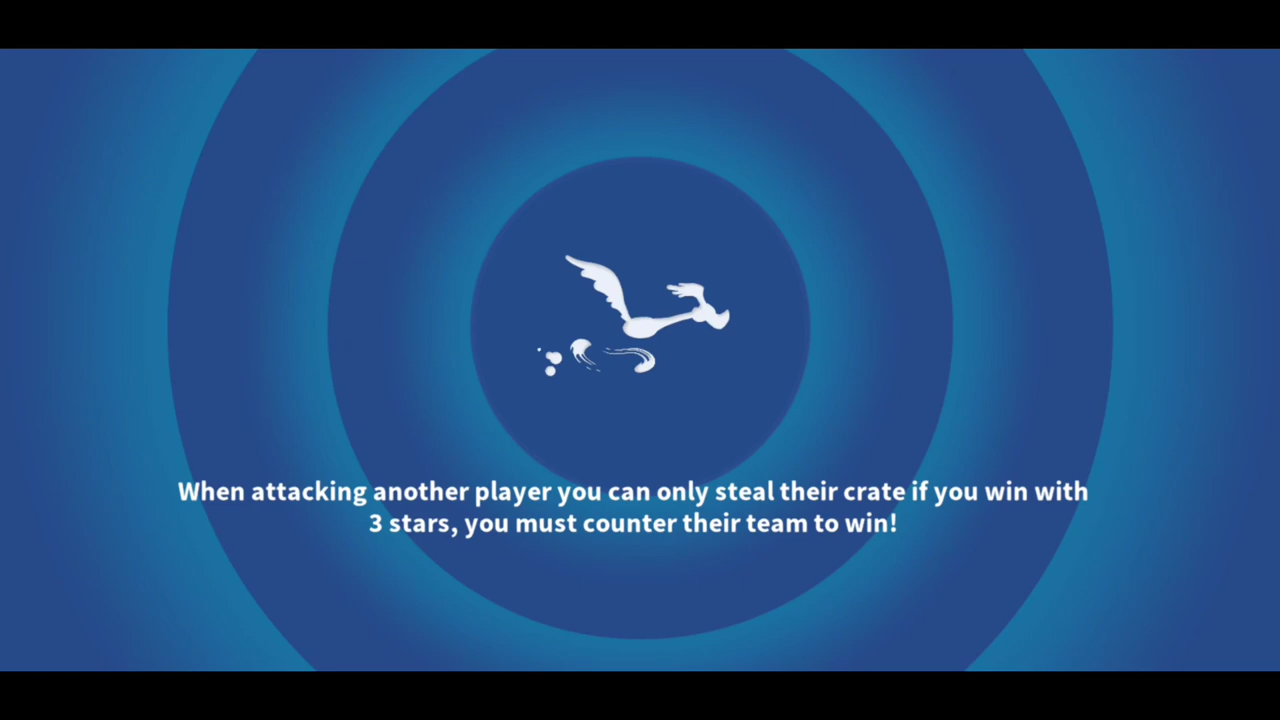 When attacking another player you can only steal their crate if you win with
3 stars, you must counter their team to win!